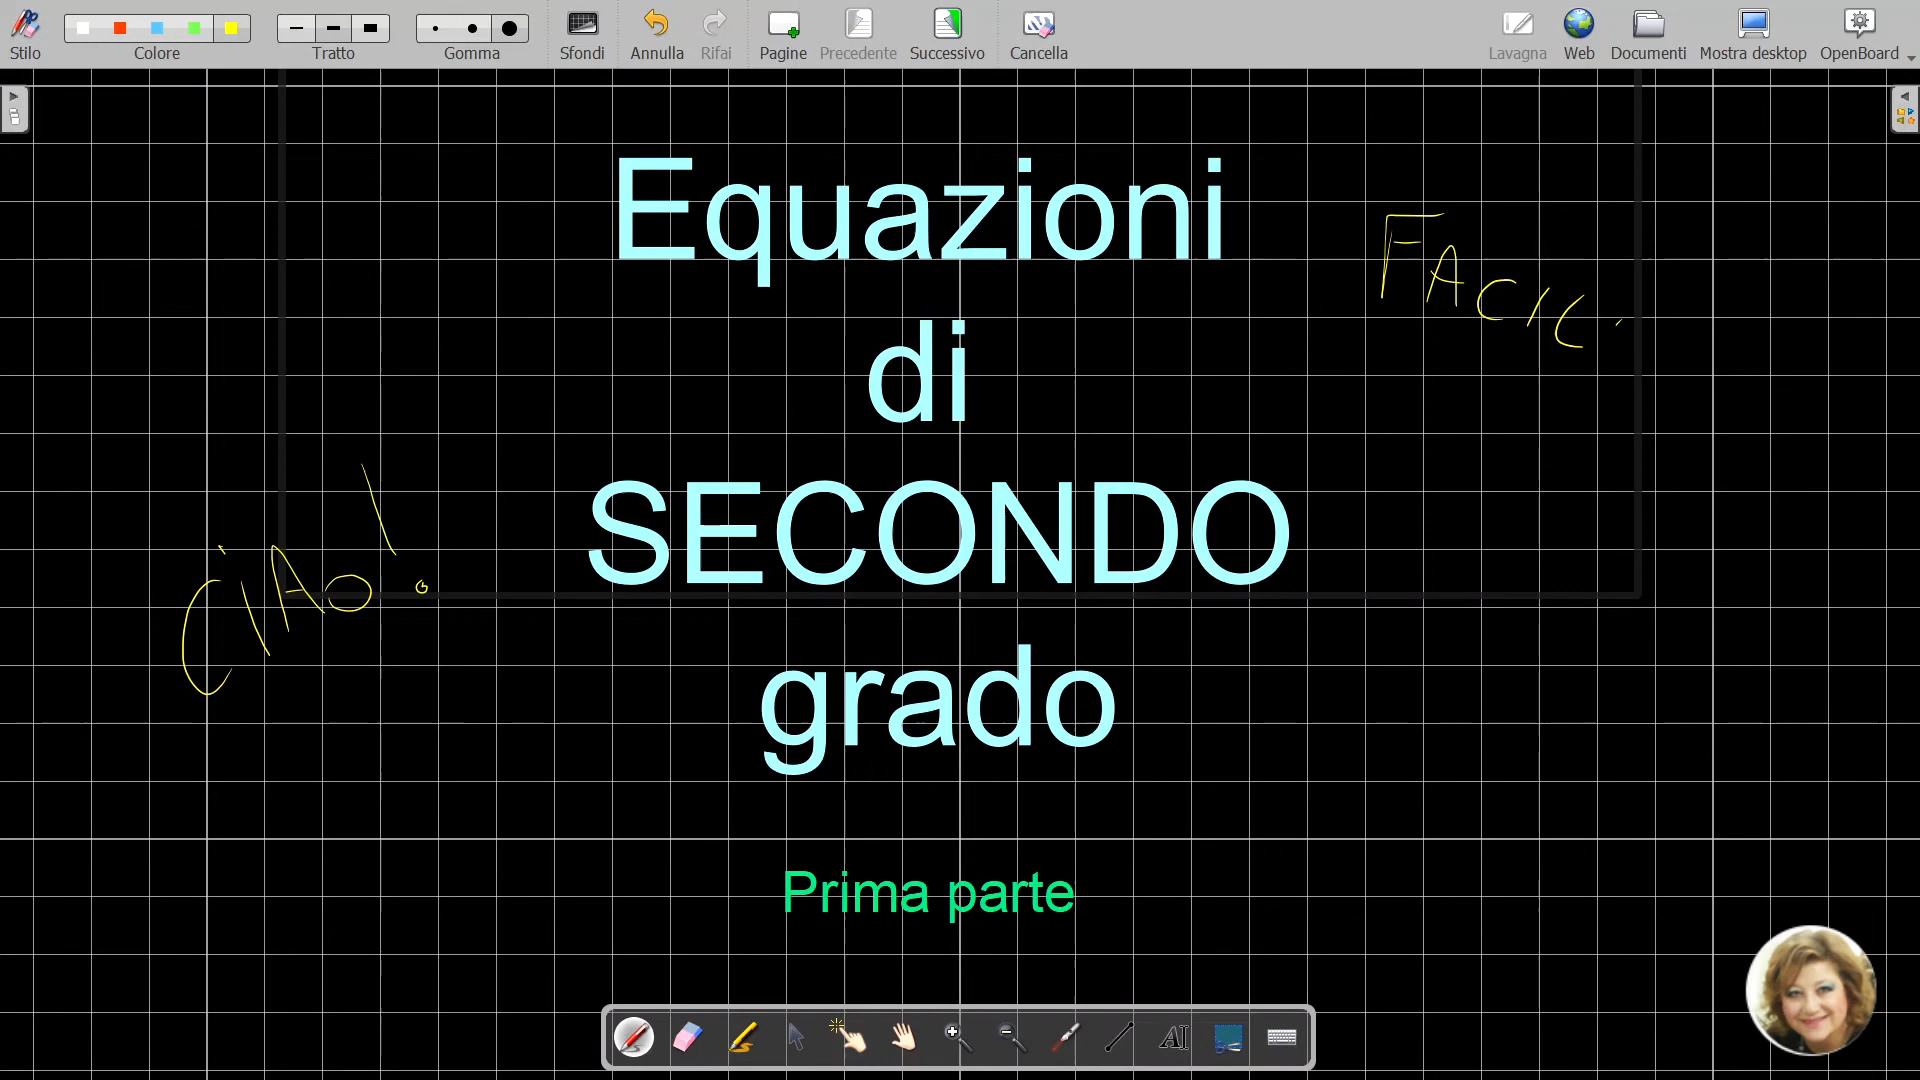 Stilo Colore Tratto Gomma Sfondi Annulla Rifai Pagine Precedente Successivo Cancella Lavagna Web Documenti Mostra desktop OpenBoard
Equazioni
di
SECONDO
grado
CiAo!
Prima parte
AI